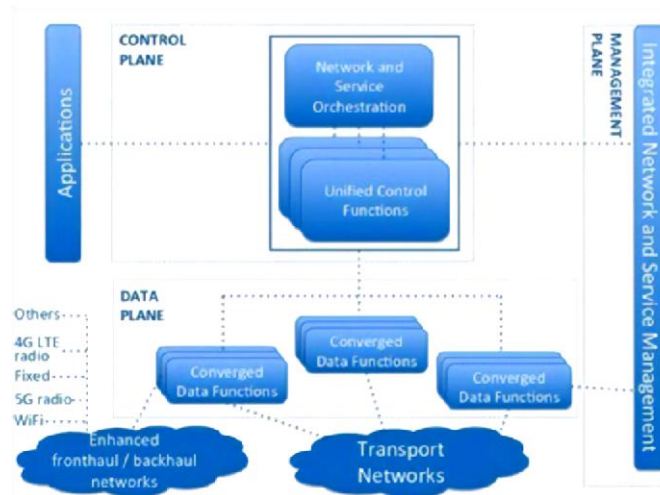 CONTROL
PLANE
Network and
Service
Orchestration
Unified Control
Functions
Applications
MANAGEMENT
PLANE
Integrated Network and Service Management
DATA
PLANE
Converged
Data Functions
Converged
Data Functions
Converged
Data Functions
Others
4G LTE
radio
Fixed
5G radio
WiFi
Enhanced
fronthaul / backhaul
networks
Transport
Networks